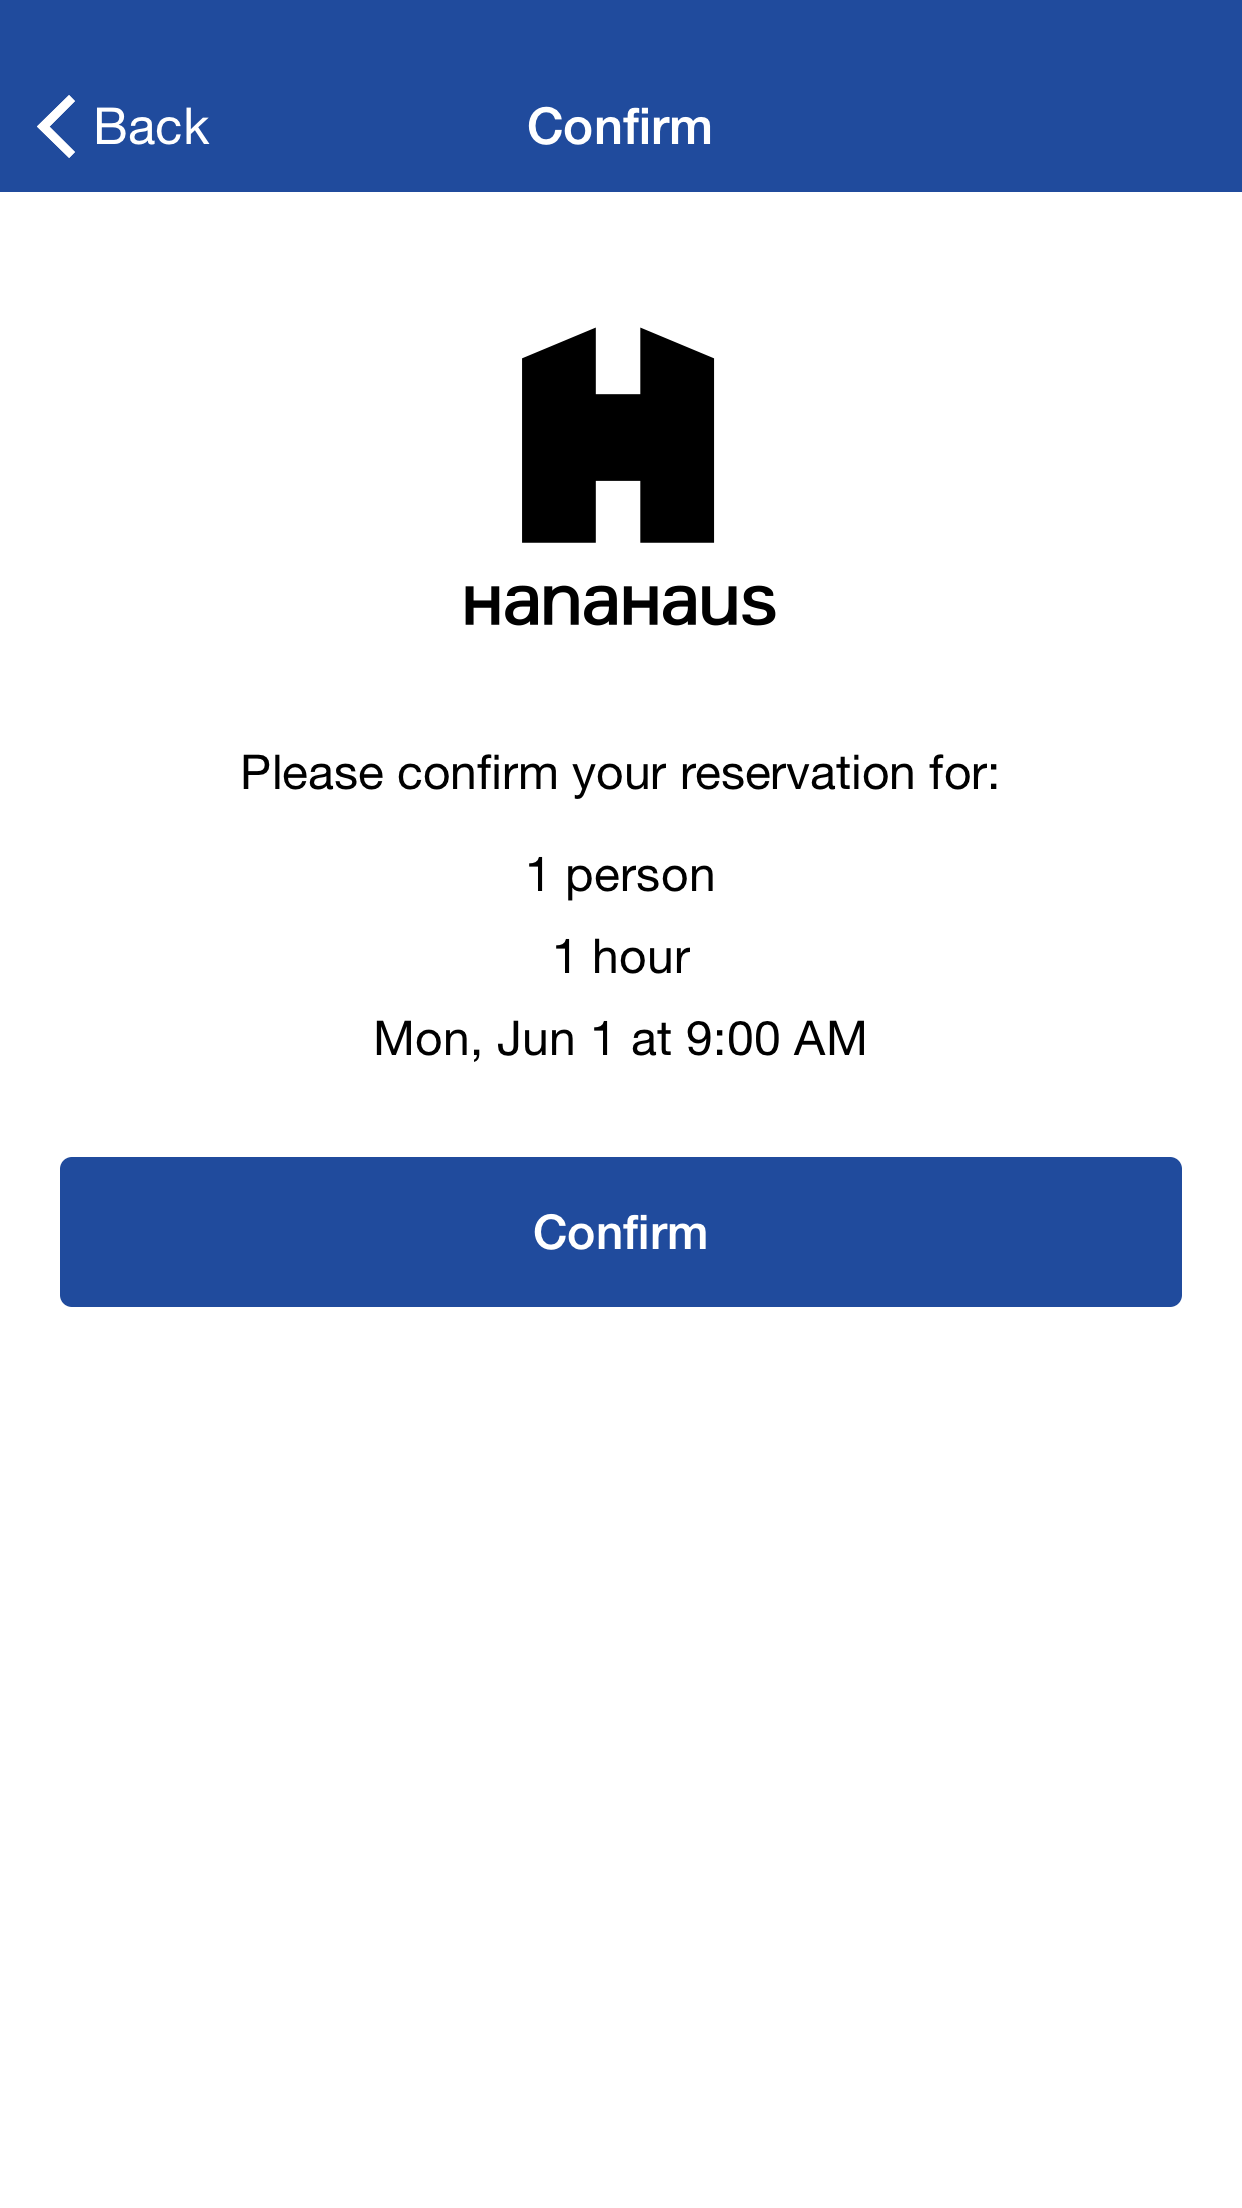 Back
Confirm
HanaHaus
Please confirm your reservation for:
1 person
1 hour
Mon, Jun 1 at 9:00 AM
Confirm